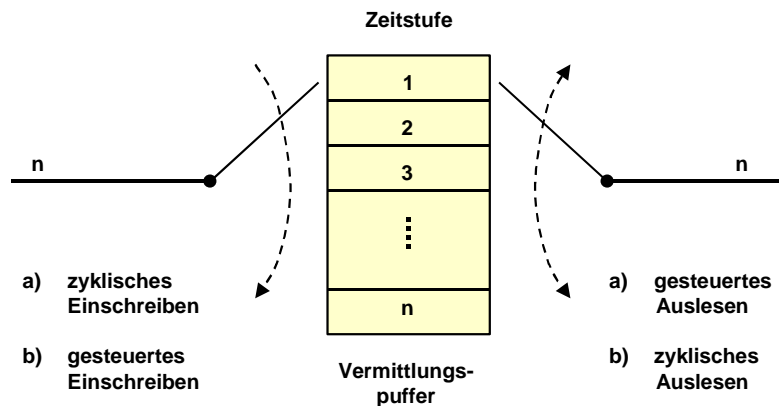 Zeitstufe
1
2
3
n
n
n
a) zyklisches
Einschreiben
b) gesteuertes
Einschreiben
Vermittlungs-
puffer
a) gesteuertes
Auslesen
b) zyklisches
Auslesen